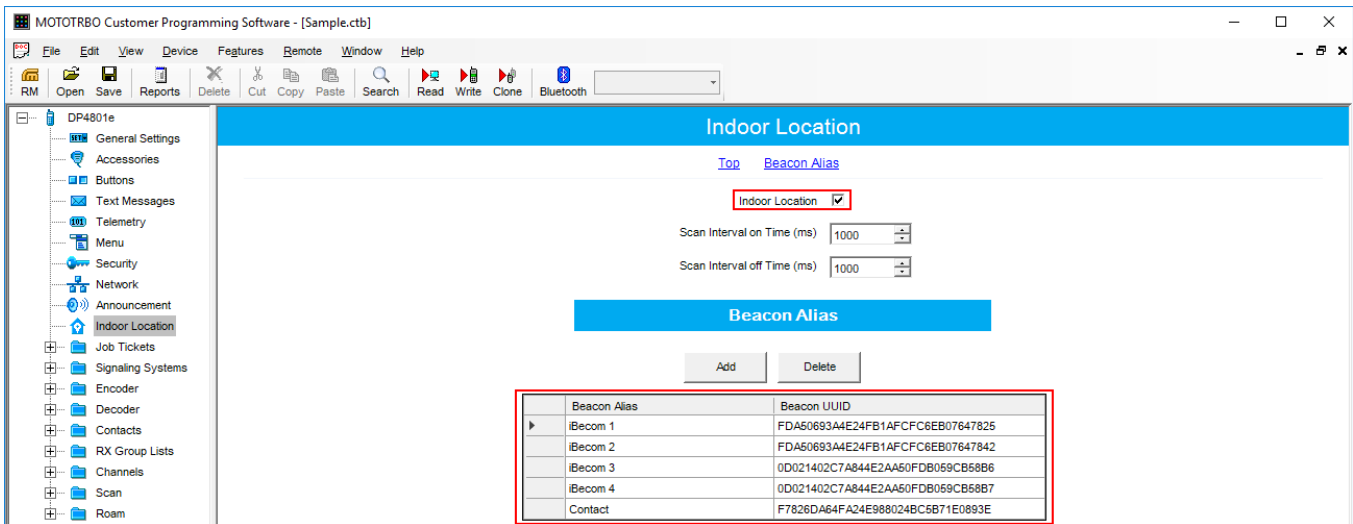 MOTOTRBO Customer Programming Software - [Sample.ctb]
File Edit View Device Features Remote Window Help
RM Open Save Reports Delete Cut Copy Paste Search Read Write Clone Bluetooth
DP4801e
General Settings
Accessories
Buttons
Text Messages
Telemetry
Menu
Security
Network
Announcement
Indoor Location
Job Tickets
Signaling Systems
Encoder
Decoder
Contacts
RX Group Lists
Channels
Scan
Roam
Indoor Location
Top Beacon Alias
Indoor Location
Scan Interval on Time (ms) 1000
Scan Interval off Time (ms) 1000
Beacon Alias
Add Delete
Beacon Alias Beacon UUID
iBecom 1 FDA50693A4E24FB1AFCFC6EB07647825
iBecom 2 FDA50693A4E24FB1AFCFC6EB07647842
iBecom 3 0D021402C7A844E2AA50FDB059CB58B6
iBecom 4 0D021402C7A844E2AA50FDB059CB58B7
Contact F7826DA64FA24E988024BC5B71E0893E